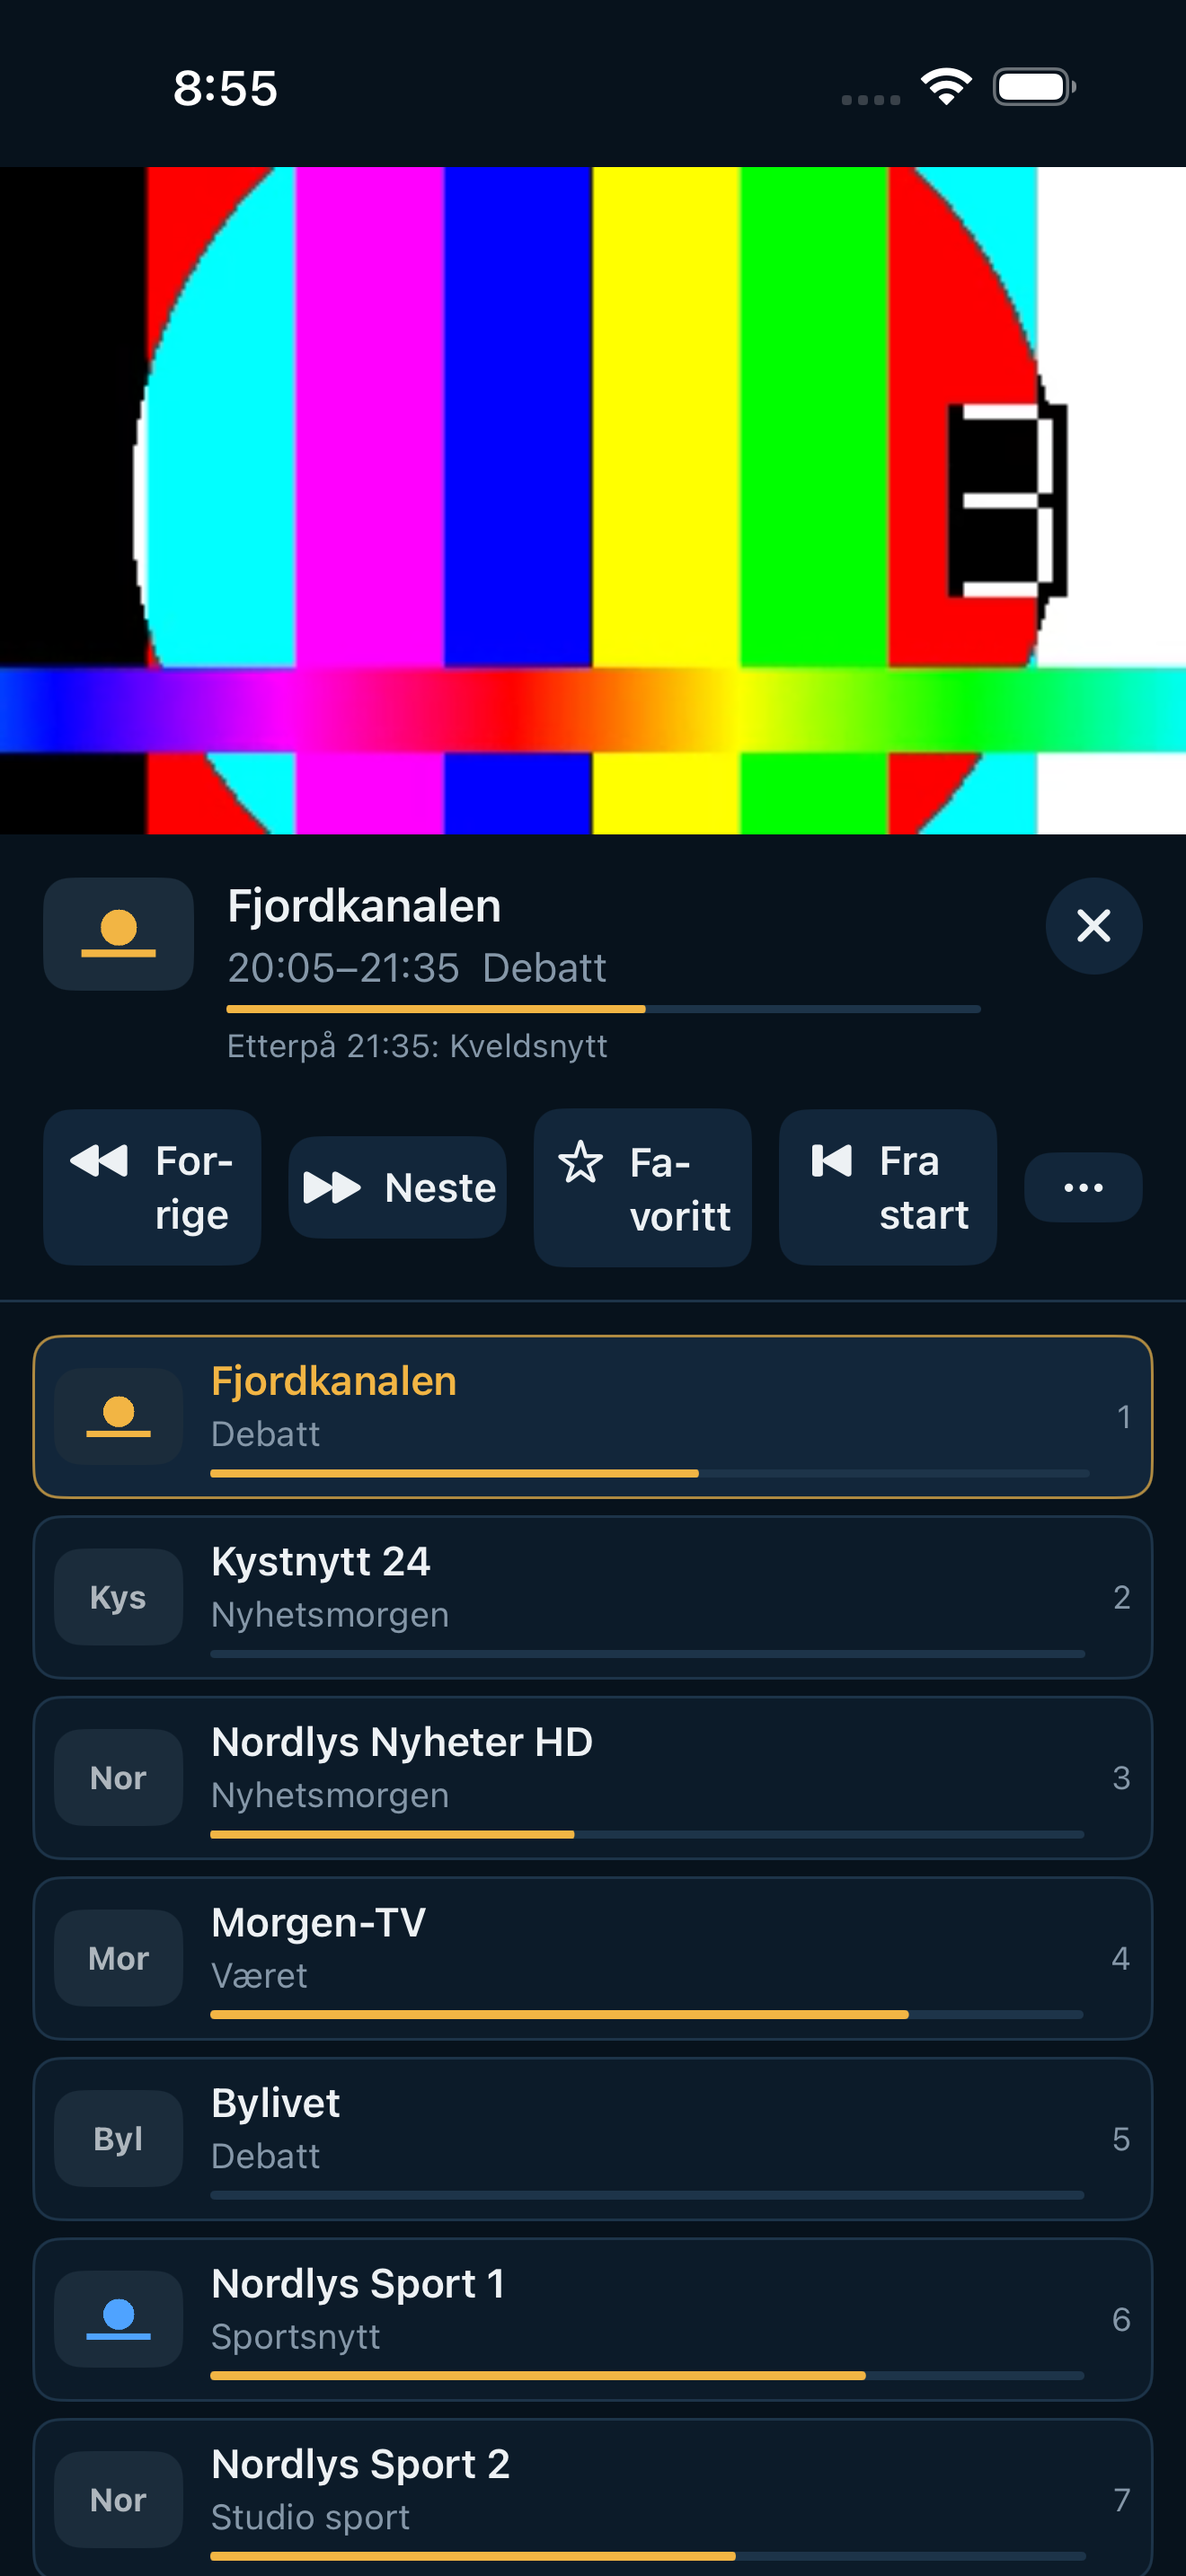 8:55
Fjordkanalen
20:05–21:35 Debatt
Etterpå 21:35: Kveldsnytt
For-
rige
Neste
Fa-
voritt
Fra
start
Fjordkanalen
Debatt
1
Kys
Kystnytt 24
Nyhetsmorgen
2
Nor
Nordlys Nyheter HD
Nyhetsmorgen
3
Mor
Morgen-TV
Været
4
Byl
Bylivet
Debatt
5
Nordlys Sport 1
Sportsnytt
6
Nor
Nordlys Sport 2
Studio sport
7